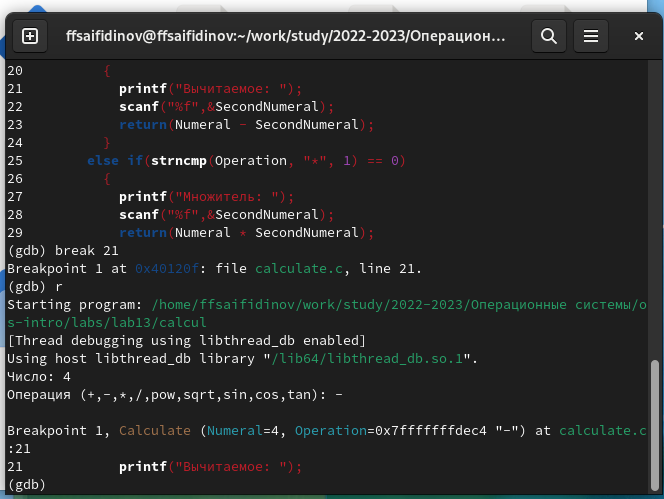 ffsaifidinov@ffsaifidinov:~/work/study/2022-2023/Операцион...
20          {
21            printf("Вычитаемое: ");
22            scanf("%f",&SecondNumeral);
23            return(Numeral - SecondNumeral);
24          }
25        else if(strncmp(Operation, "*", 1) == 0)
26          {
27            printf("Множитель: ");
28            scanf("%f",&SecondNumeral);
29            return(Numeral * SecondNumeral);
(gdb) break 21
Breakpoint 1 at 0x40120f: file calculate.c, line 21.
(gdb) r
Starting program: /home/ffsaifidinov/work/study/2022-2023/Операционные системы/o
s-intro/labs/lab13/calcul
[Thread debugging using libthread_db enabled]
Using host libthread_db library "/lib64/libthread_db.so.1".
Число: 4
Операция (+,-,*,/,pow,sqrt,sin,cos,tan): -
Breakpoint 1, Calculate (Numeral=4, Operation=0x7fffffffdec4 "-") at calculate.c
:21
21            printf("Вычитаемое: ");
(gdb)